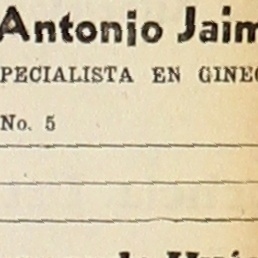 Antonio Jaim
PECIALISTA EN GINE
No. 5